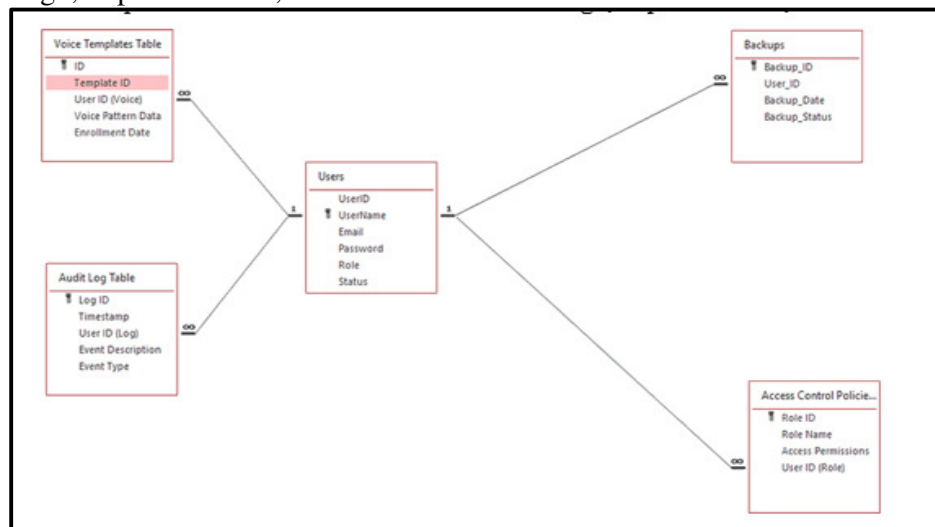 Voice Templates Table
ID
Template ID
User ID (Voice)
Voice Pattern Data
Enrollment Date
∞
Backups
Backup_ID
User_ID
Backup_Date
Backup_Status
∞
Users
UserID
UserName
Email
Password
Role
Status
1
1
Audit Log Table
Log ID
Timestamp
User ID (Log)
Event Description
Event Type
∞
Access Control Policie...
Role ID
Role Name
Access Permissions
User ID (Role)
∞